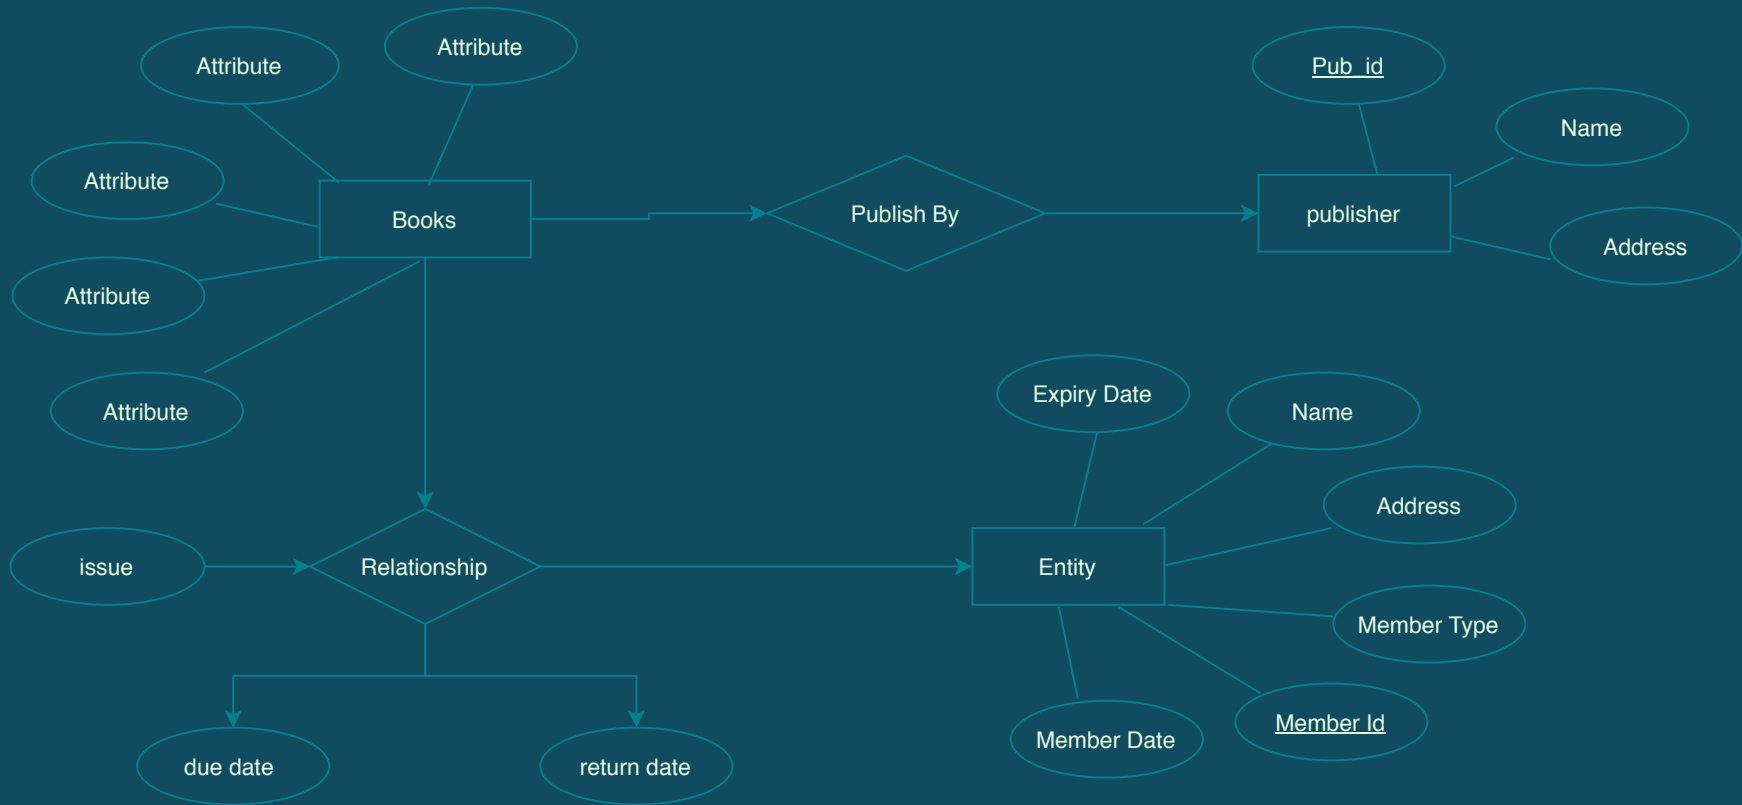 Attribute
Attribute
Pub_id
Name
Attribute
Books
Publish By
publisher
Address
Attribute
Attribute
Expiry Date
Name
Address
issue
Relationship
Entity
Member Type
Member Id
Member Date
due date
return date